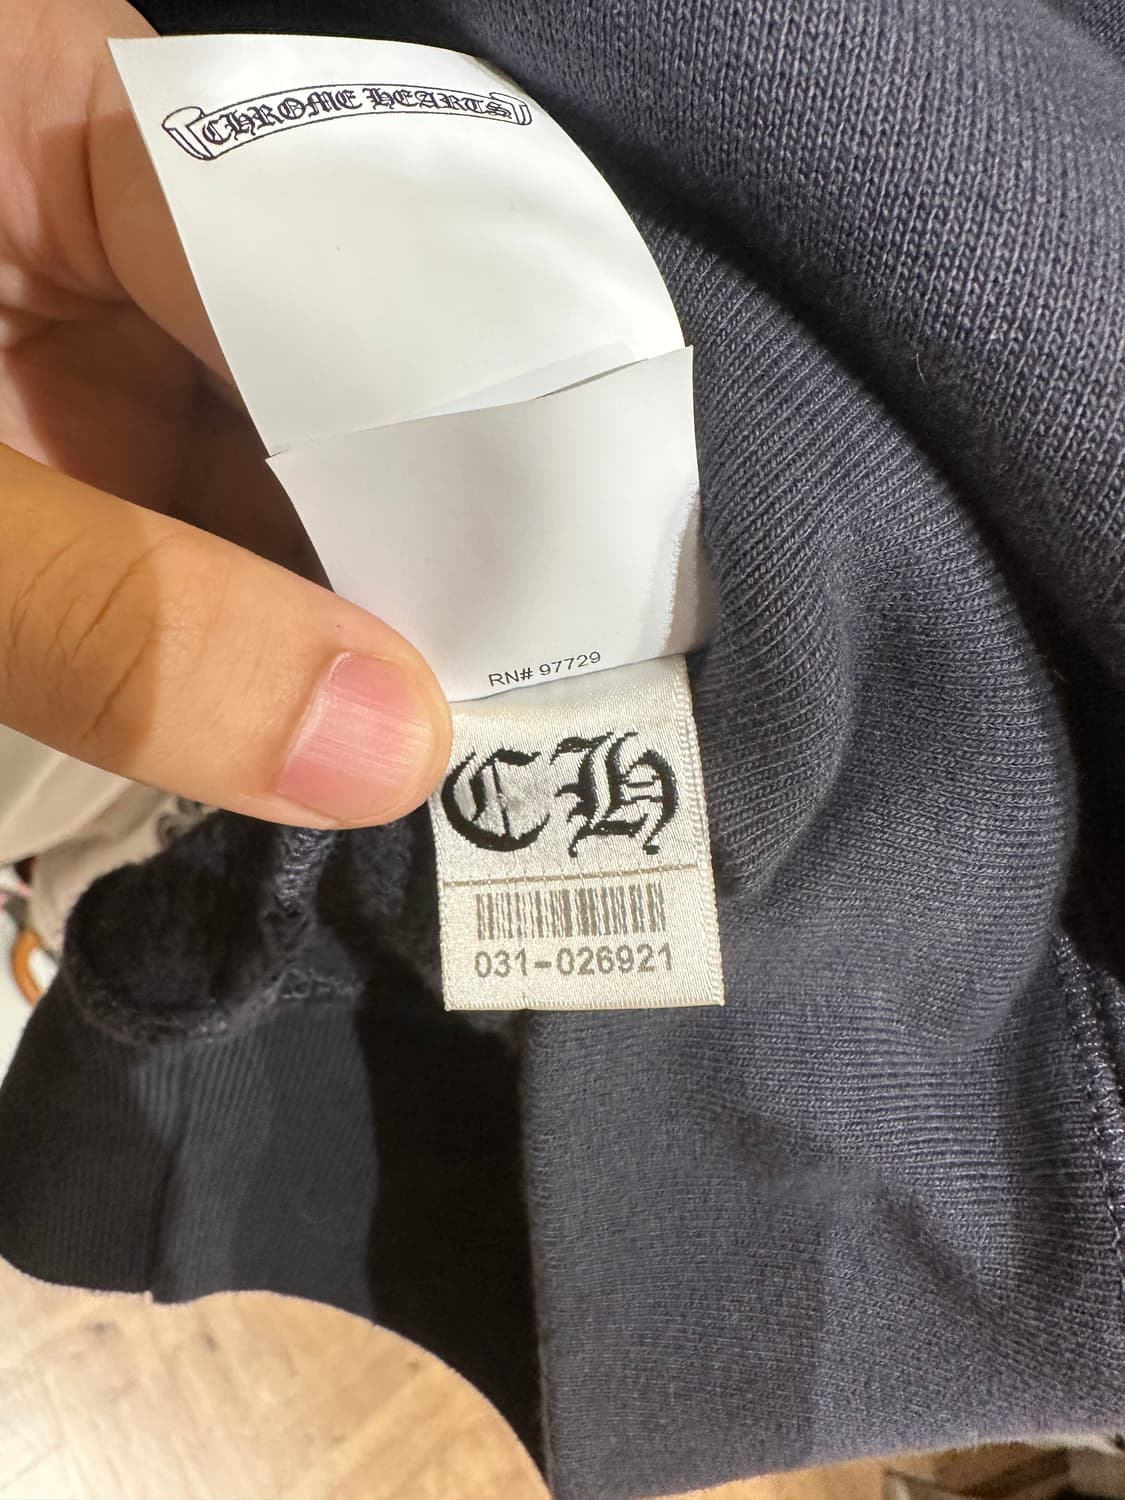 CHROME HEARTS
RN# 97729
CH
031-026921